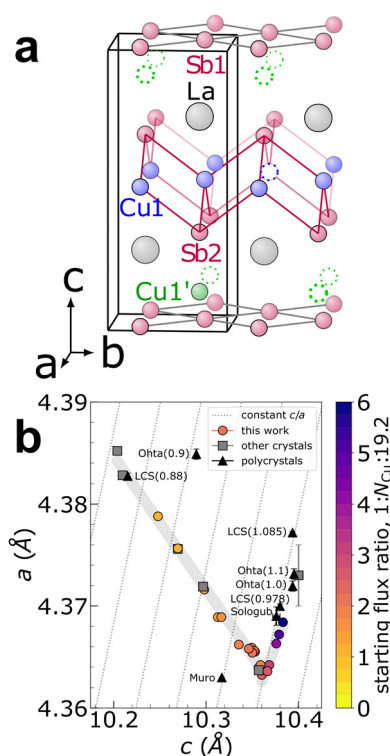 a
Sb1
La
Cu1
Sb2
Cu1'
c
a
b
b
4.39
4.38
4.37
4.36
a (Å)
10.2
10.3
10.4
c (Å)
constant c/a
this work
other crystals
polycrystals
Ohta(0.9)
LCS(0.88)
LCS(1.085)
Ohta(1.1)
Ohta(1.0)
LCS(0.978)
Sologub
Muro
6
5
4
3
2
1
0
starting flux ratio, 1:N_Cu:19.2